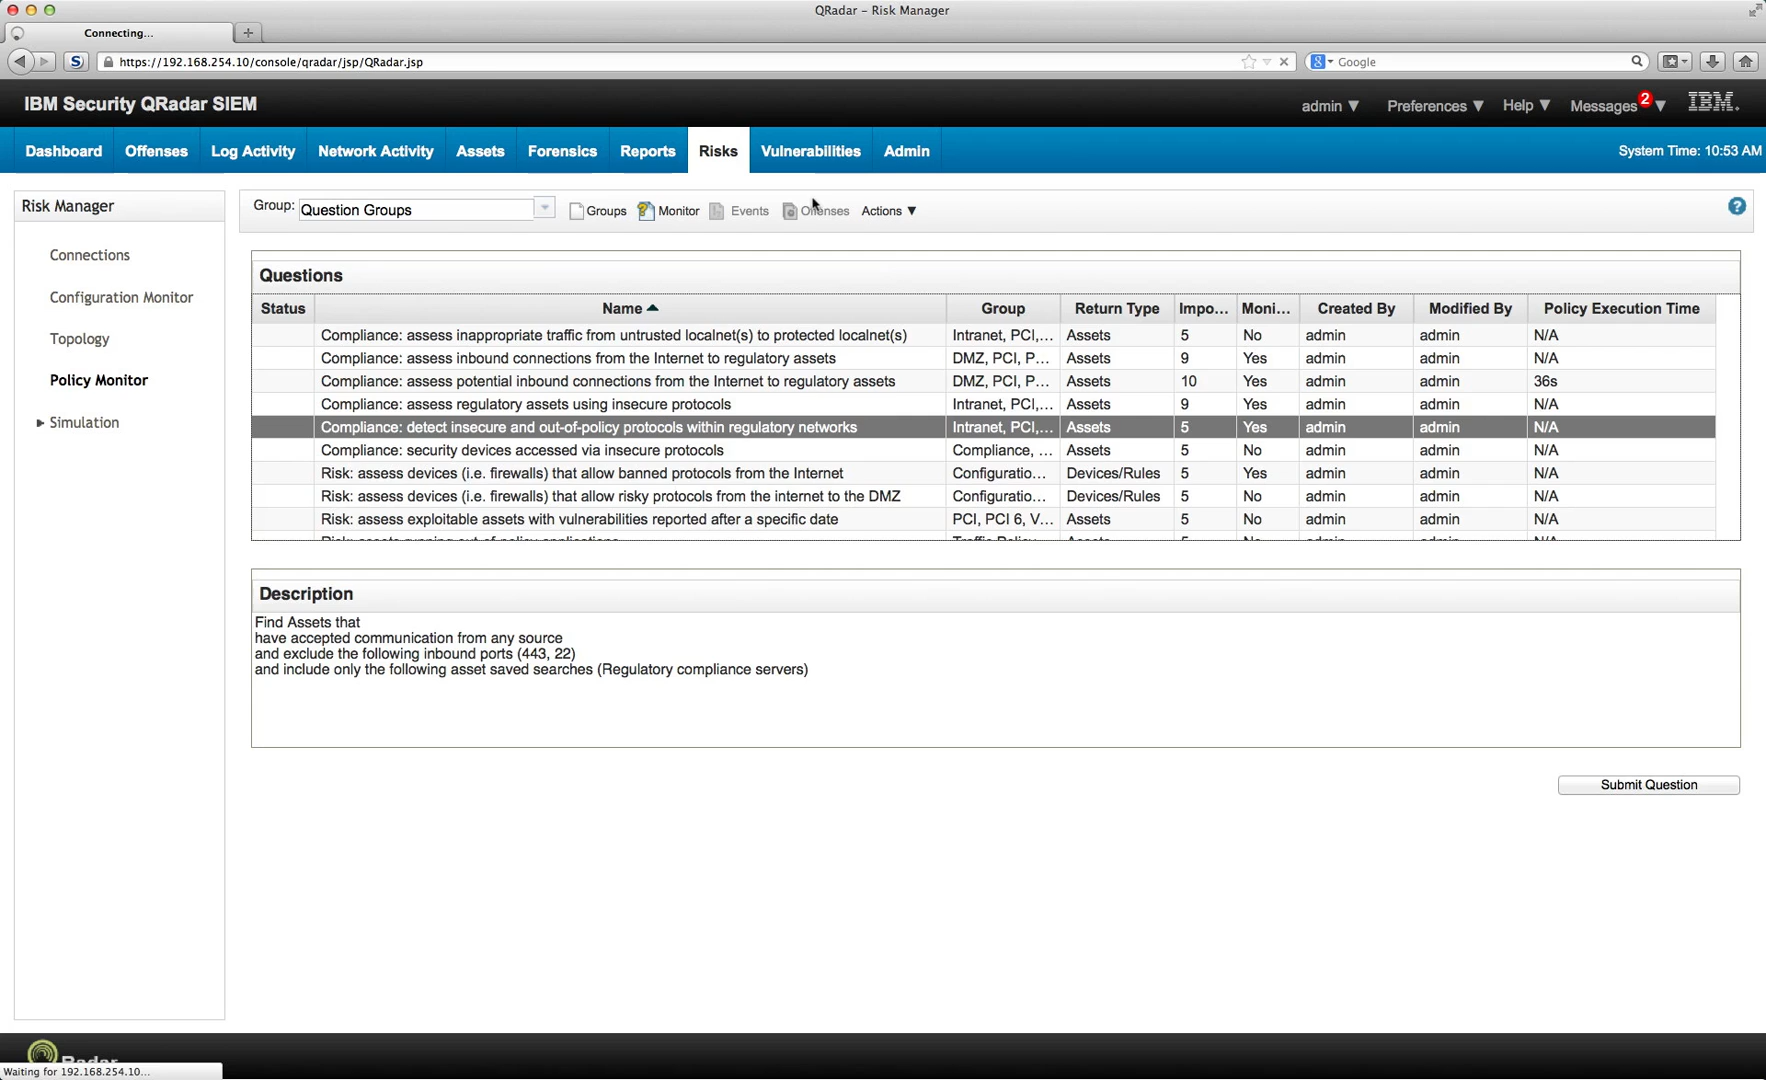 QRadar – Risk Manager
Connecting...
https://192.168.254.10/console/qradar/jsp/QRadar.jsp
Google
IBM Security QRadar SIEM
admin ▼ Preferences ▼ Help ▼ Messages 2 ▼ IBM.
Dashboard Offenses Log Activity Network Activity Assets Forensics Reports Risks Vulnerabilities Admin System Time: 10:53 AM
Risk Manager
Connections
Configuration Monitor
Topology
Policy Monitor
Simulation
Group: Question Groups Groups Monitor Events Offenses Actions ▼
Questions
Status Name Group Return Type Impo... Moni... Created By Modified By Policy Execution Time
Compliance: assess inappropriate traffic from untrusted localnet(s) to protected localnet(s) Intranet, PCI,... Assets 5 No admin admin N/A
Compliance: assess inbound connections from the Internet to regulatory assets DMZ, PCI, P... Assets 9 Yes admin admin N/A
Compliance: assess potential inbound connections from the Internet to regulatory assets DMZ, PCI, P... Assets 10 Yes admin admin 36s
Compliance: assess regulatory assets using insecure protocols Intranet, PCI,... Assets 9 Yes admin admin N/A
Compliance: detect insecure and out-of-policy protocols within regulatory networks Intranet, PCI,... Assets 5 Yes admin admin N/A
Compliance: security devices accessed via insecure protocols Compliance, ... Assets 5 No admin admin N/A
Risk: assess devices (i.e. firewalls) that allow banned protocols from the Internet Configuratio... Devices/Rules 5 Yes admin admin N/A
Risk: assess devices (i.e. firewalls) that allow risky protocols from the internet to the DMZ Configuratio... Devices/Rules 5 No admin admin N/A
Risk: assess exploitable assets with vulnerabilities reported after a specific date PCI, PCI 6, V... Assets 5 No admin admin N/A
Risk: assets running out-of-policy applications Traffic Policy Assets 5 No admin admin N/A
Description
Find Assets that
have accepted communication from any source
and exclude the following inbound ports (443, 22)
and include only the following asset saved searches (Regulatory compliance servers)
Submit Question
Radar
Waiting for 192.168.254.10...